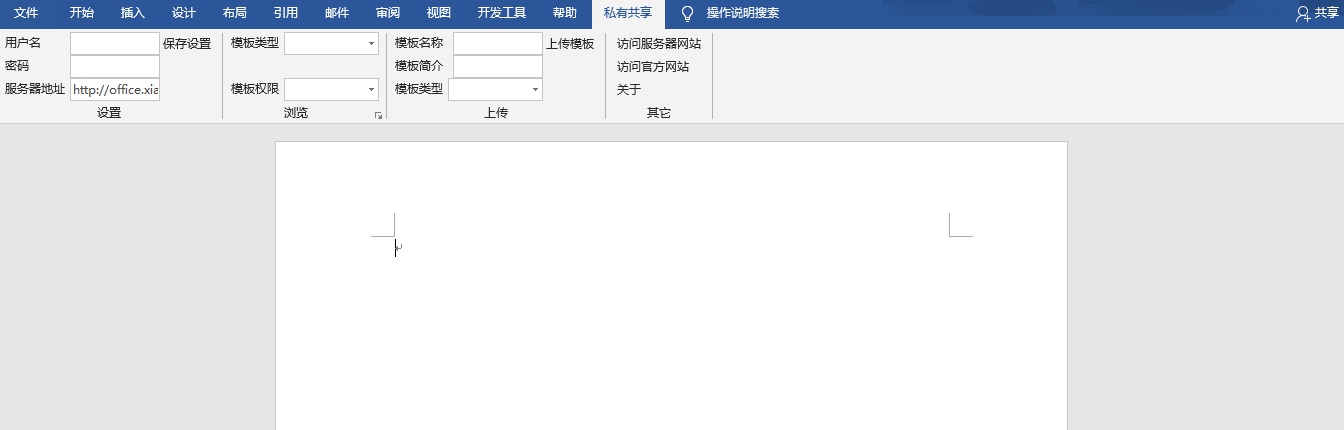 文件 开始 插入 设计 布局 引用 邮件 审阅 视图 开发工具 帮助 私有共享 操作说明搜索 共享
用户名 保存设置 模板类型 模板名称 上传模板 访问服务器网站
密码 模板简介 访问官方网站
服务器地址 http://office.xia 模板权限 模板类型 关于
设置 浏览 上传 其它